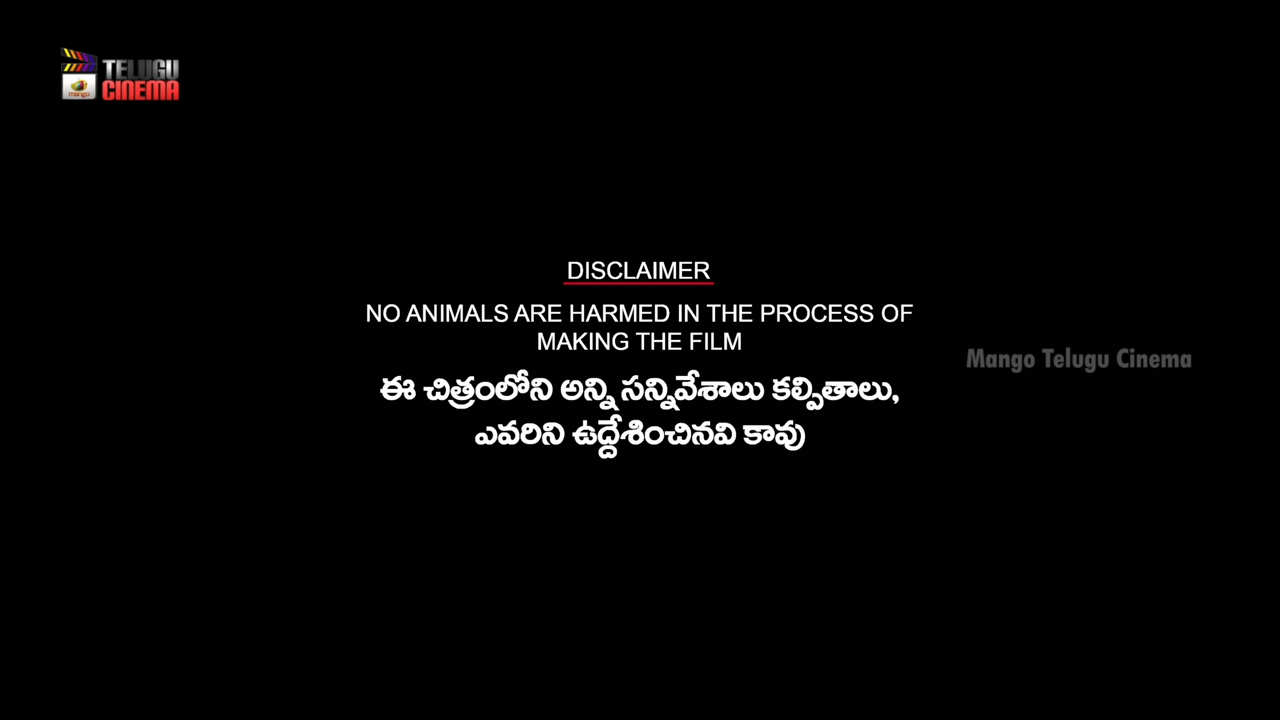 TELUGU
CINEMA
mango
DISCLAIMER
NO ANIMALS ARE HARMED IN THE PROCESS OF
MAKING THE FILM
Mango Telugu Cinema
ఈ చిత్రంలోని అన్ని సన్నివేశాలు కల్పితాలు,
ఎవరిని ఉద్దేశించినవి కావు